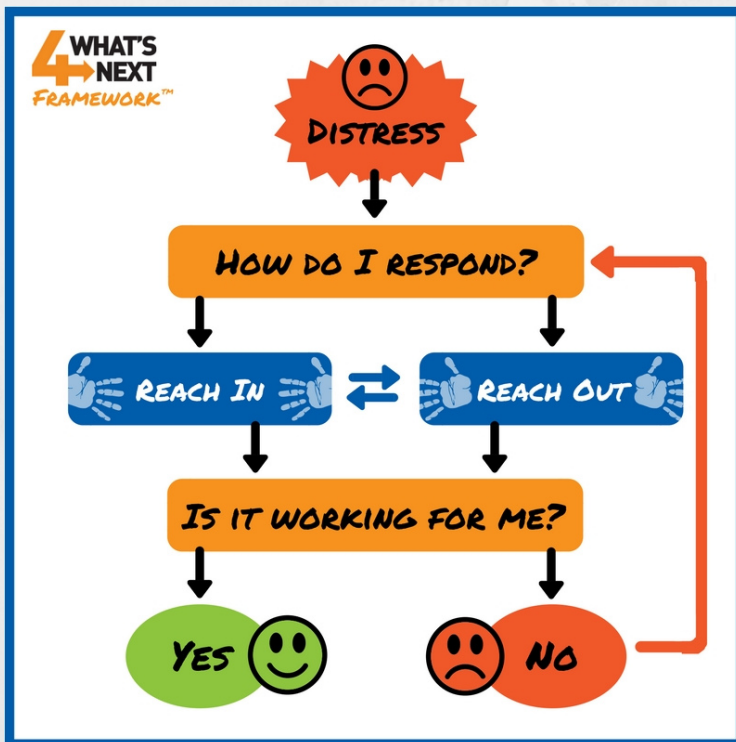 4 WHAT'S
NEXT
FRAMEWORK™
DISTRESS
HOW DO I RESPOND?
REACH IN
REACH OUT
IS IT WORKING FOR ME?
YES
NO